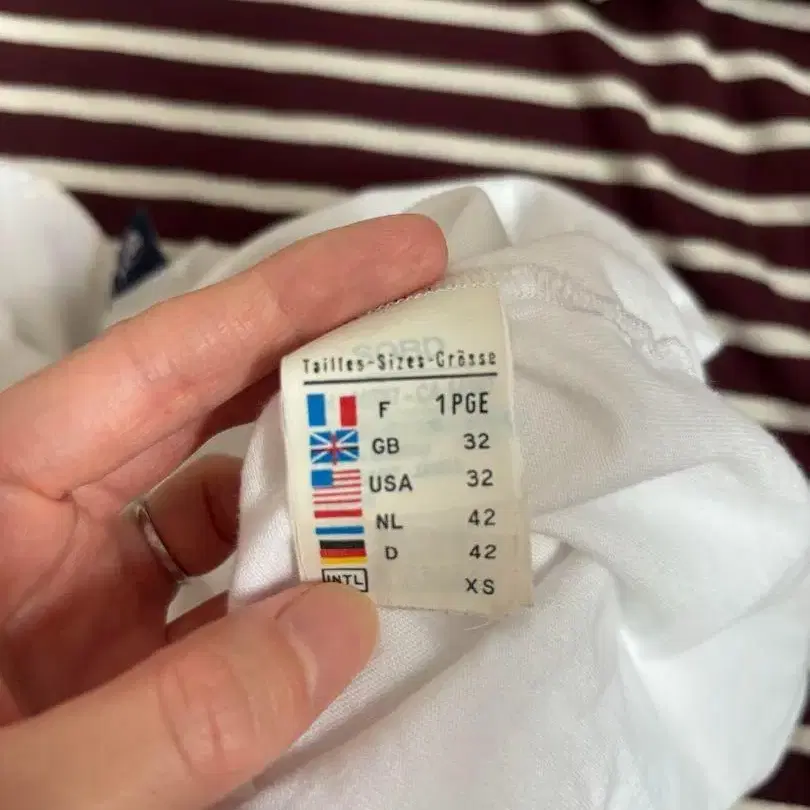 Tailles-Sizes-Grösse
F 1PGE
GB 32
USA 32
NL 42
D 42
INTL XS